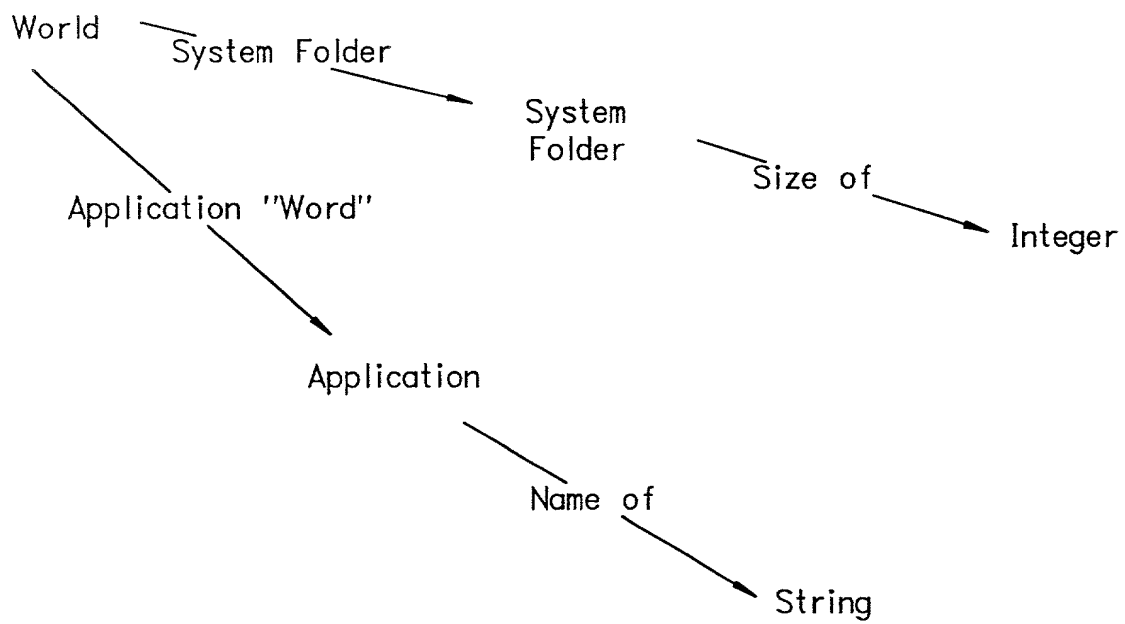 World
System Folder
System
Folder
Size of
Application "Word"
Integer
Application
Name of
String